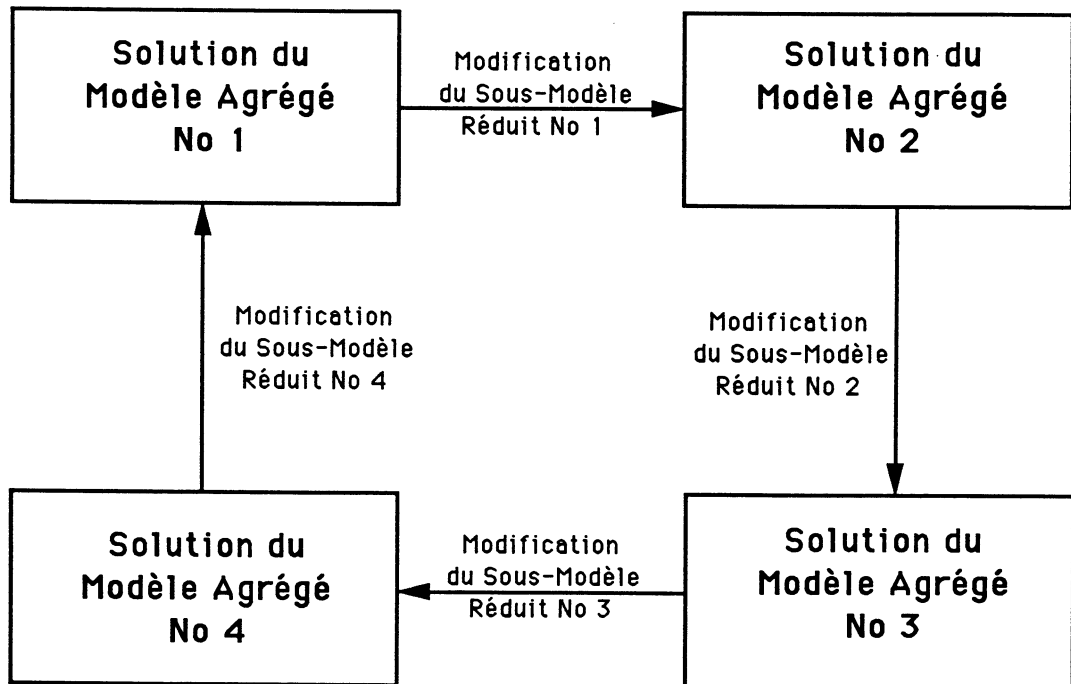 Solution du
Modèle Agrégé
No 1
Modification
du Sous-Modèle
Réduit No 1
Solution du
Modèle Agrégé
No 2
Modification
du Sous-Modèle
Réduit No 4
Modification
du Sous-Modèle
Réduit No 2
Solution du
Modèle Agrégé
No 4
Modification
du Sous-Modèle
Réduit No 3
Solution du
Modèle Agrégé
No 3